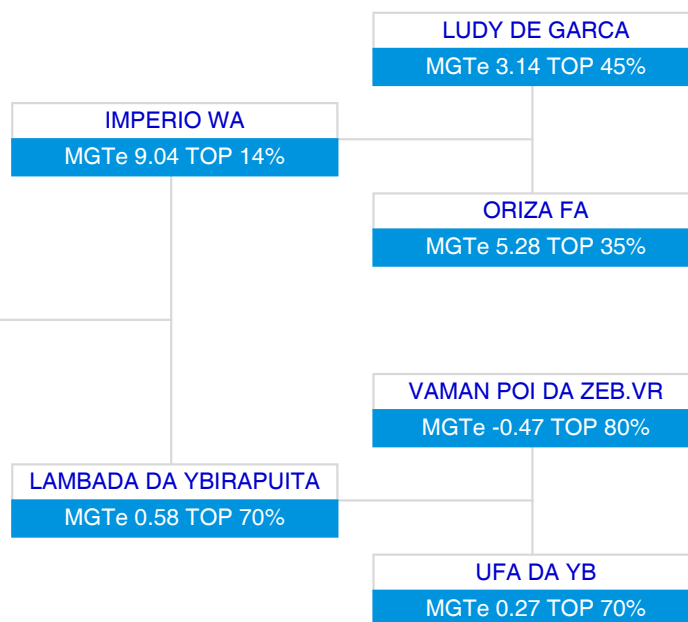 LUDY DE GARCA
MGTe 3.14 TOP 45%
IMPERIO WA
MGTe 9.04 TOP 14%
ORIZA FA
MGTe 5.28 TOP 35%
VAMAN POI DA ZEB.VR
MGTe -0.47 TOP 80%
LAMBADA DA YBIRAPUITA
MGTe 0.58 TOP 70%
UFA DA YB
MGTe 0.27 TOP 70%